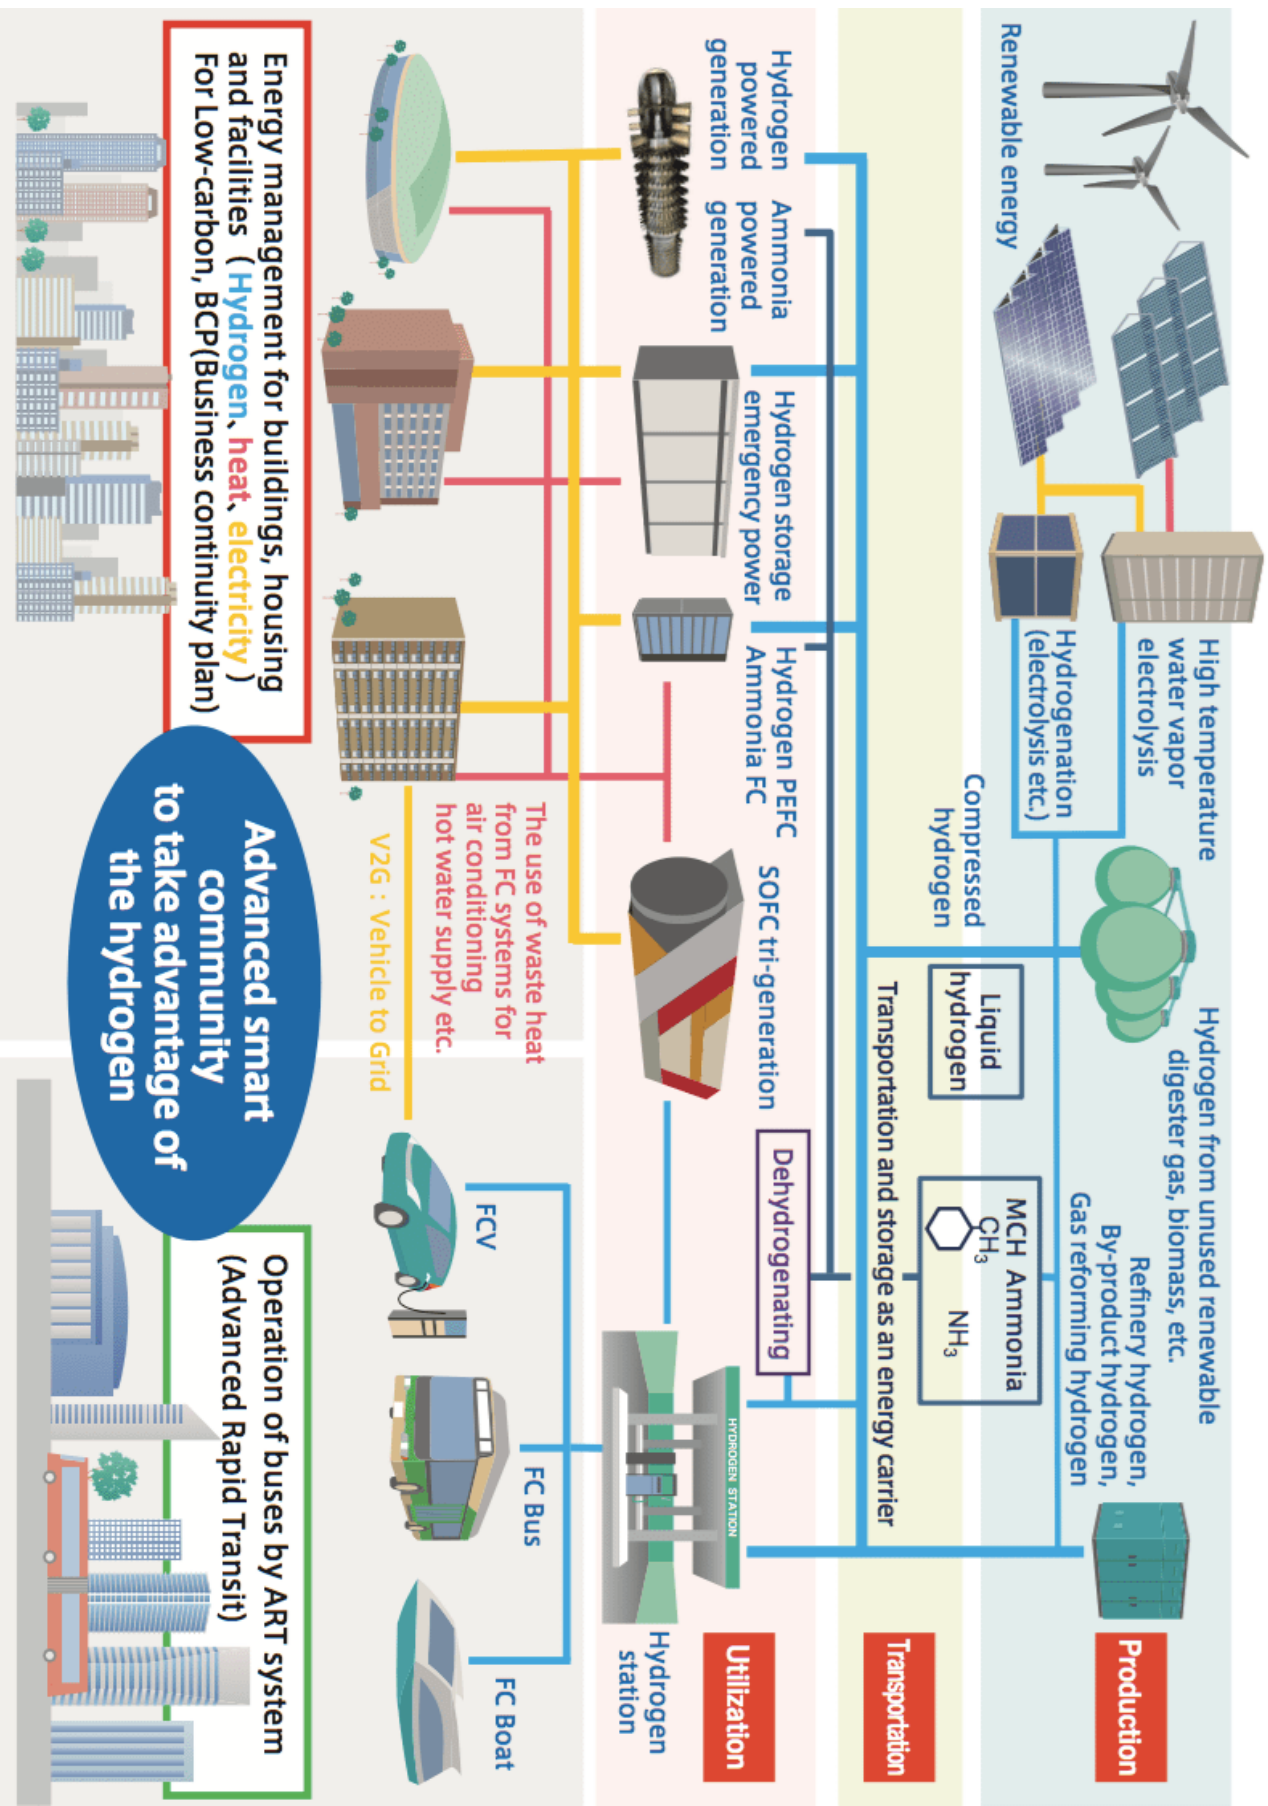 Renewable energy
High temperature
water vapor
electrolysis
Hydrogenation
(electrolysis etc.)
Hydrogen from unused renewable
digester gas, biomass, etc.
Refinery hydrogen,
By-product hydrogen,
Gas reforming hydrogen
Production
Compressed
hydrogen
Liquid
hydrogen
MCH Ammonia
CH3
NH3
Transportation and storage as an energy carrier
Transportation
Hydrogen
powered
generation
Ammonia
powered
generation
Hydrogen storage
emergency power
Hydrogen PEFC
Ammonia FC
SOFC tri-generation
Dehydrogenating
HYDROGEN STATION
Hydrogen
station
Utilization
The use of waste heat
from FC systems for
air conditioning
hot water supply etc.
V2G : Vehicle to Grid
FCV
FC Bus
FC Boat
Energy management for buildings, housing
and facilities ( Hydrogen、heat、electricity )
For Low-carbon, BCP(Business continuity plan)
Advanced smart
community
to take advantage of
the hydrogen
Operation of buses by ART system
(Advanced Rapid Transit)